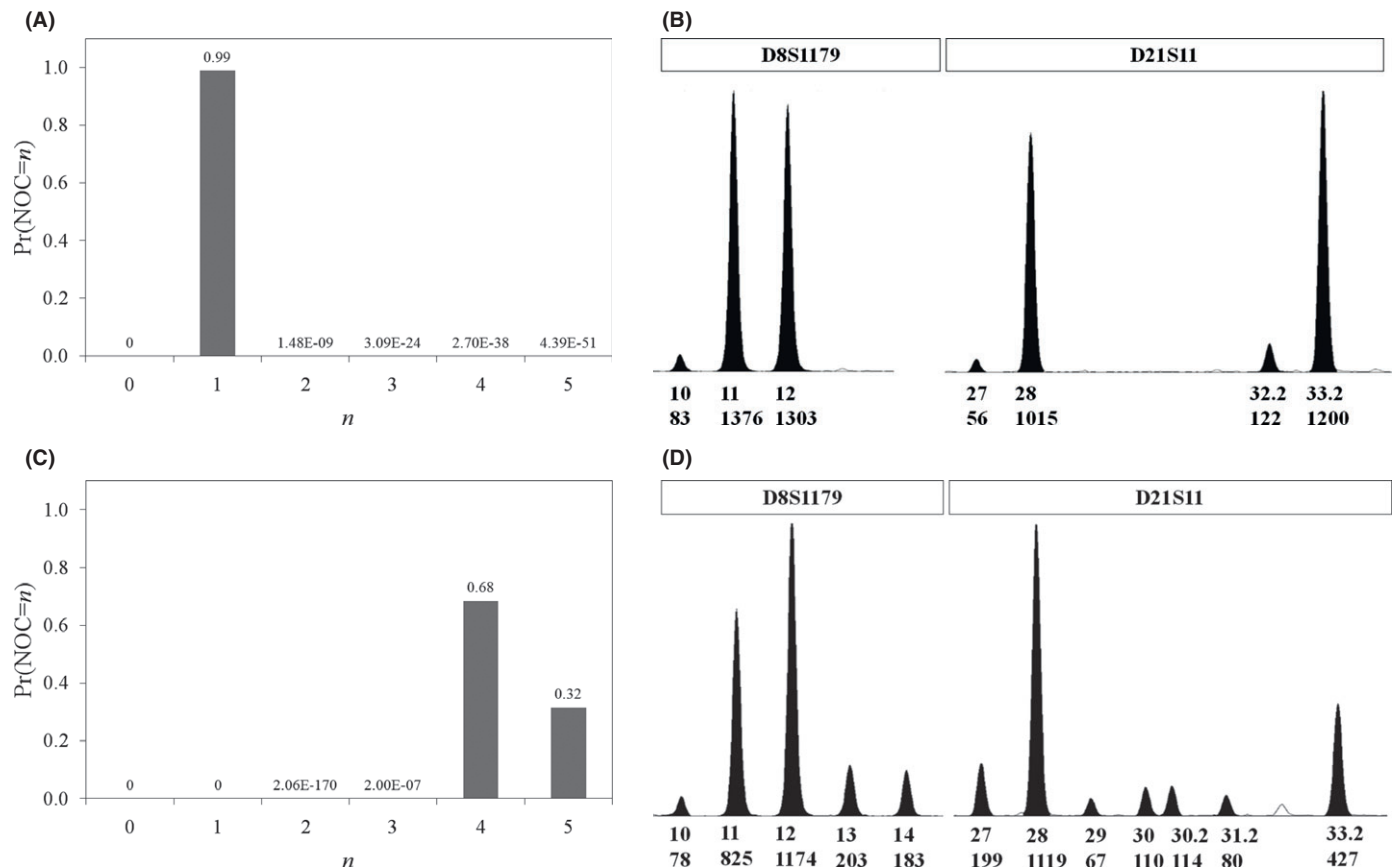 (A)
Pr(NOC=n)
1.0
0.8
0.6
0.4
0.2
0.0
0.99
0
1.48E-09
3.09E-24
2.70E-38
4.39E-51
0 1 2 3 4 5
n
(B)
D8S1179
D21S11
10 11 12 27 28 32.2 33.2
83 1376 1303 56 1015 122 1200
(C)
Pr(NOC=n)
1.0
0.8
0.6
0.4
0.2
0.0
0.68
0.32
0 0 2.06E-170 2.00E-07
0 1 2 3 4 5
n
(D)
D8S1179
D21S11
10 11 12 13 14 27 28 29 30 30.2 31.2 33.2
78 825 1174 203 183 199 1119 67 110 114 80 427